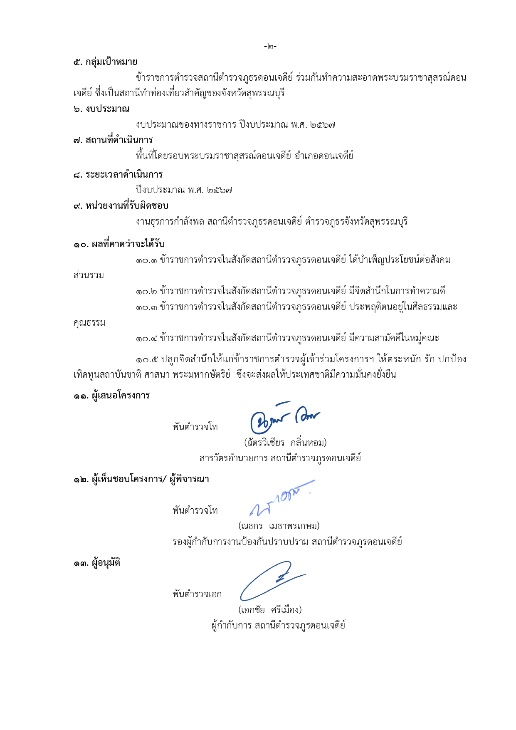 -๒-
๕. กลุ่มเป้าหมาย
ข้าราชการตำรวจสถานีตำรวจภูธรดอนเจดีย์ ร่วมกันทำความสะอาดพระบรมราชานุสรณ์ดอน
เจดีย์ ซึ่งเป็นสถานที่ท่องเที่ยวสำคัญของจังหวัดสุพรรณบุรี
๖. งบประมาณ
งบประมาณของทางราชการ ปีงบประมาณ พ.ศ. ๒๕๖๗
๗. สถานที่ดำเนินการ
พื้นที่โดยรอบพระบรมราชานุสรณ์ดอนเจดีย์ อำเภอดอนเจดีย์
๘. ระยะเวลาดำเนินการ
ปีงบประมาณ พ.ศ. ๒๕๖๗
๙. หน่วยงานที่รับผิดชอบ
งานธุรการกำลังพล สถานีตำรวจภูธรดอนเจดีย์ ตำรวจภูธรจังหวัดสุพรรณบุรี
๑๐. ผลที่คาดว่าจะได้รับ
๑๐.๑ ข้าราชการตำรวจในสังกัดสถานีตำรวจภูธรดอนเจดีย์ ได้บำเพ็ญประโยชน์ต่อสังคม
ส่วนรวม
๑๐.๒ ข้าราชการตำรวจในสังกัดสถานีตำรวจภูธรดอนเจดีย์ มีจิตสำนึกในการทำความดี
๑๐.๓ ข้าราชการตำรวจในสังกัดสถานีตำรวจภูธรดอนเจดีย์ ประพฤติตนอยู่ในศีลธรรมและ
คุณธรรม
๑๐.๔ ข้าราชการตำรวจในสังกัดสถานีตำรวจภูธรดอนเจดีย์ มีความสามัคคีในหมู่คณะ
๑๐.๕ ปลูกจิตสำนึกให้แก่ข้าราชการตำรวจผู้เข้าร่วมโครงการฯ ให้ตระหนัก รัก ปกป้อง
เทิดทูนสถาบันชาติ ศาสนา พระมหากษัตริย์ ซึ่งจะส่งผลให้ประเทศชาติมีความมั่นคงยั่งยืน
๑๑. ผู้เสนอโครงการ
พันตำรวจโท
(ฉัตรวิเชียร กลิ่นหอม)
สารวัตรอำนวยการ สถานีตำรวจภูธรดอนเจดีย์
๑๒. ผู้เห็นชอบโครงการ/ ผู้พิจารณา
พันตำรวจโท
(ณธกร เมธาพรเกษม)
รองผู้กำกับการงานป้องกันปราบปราม สถานีตำรวจภูธรดอนเจดีย์
๑๓. ผู้อนุมัติ
พันตำรวจเอก
(เอกชัย ศรีเมือง)
ผู้กำกับการ สถานีตำรวจภูธรดอนเจดีย์